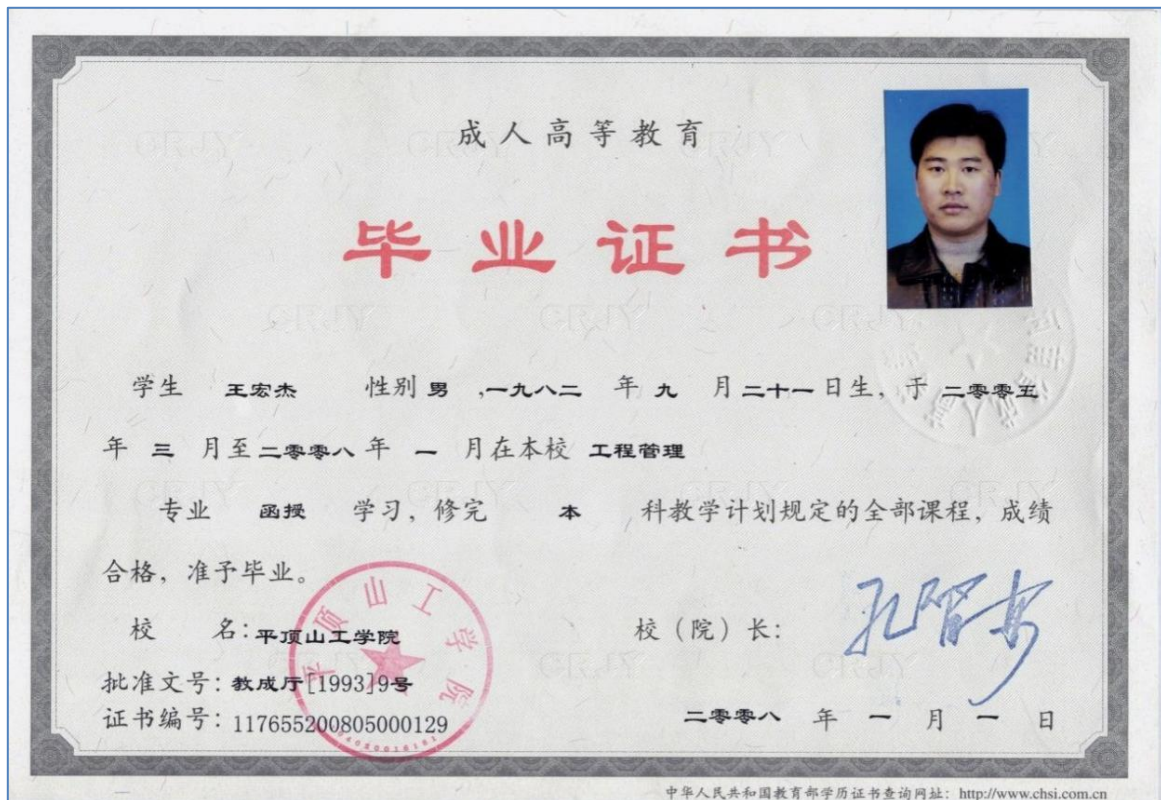 成人高等教育
毕业证书
学生 王宏杰 性别 男 ,一九八二 年 九 月 二十一 日生，于 二零零五
年 三 月至 二零零八 年 一 月在本校 工程管理
专业 函授 学习，修完 本 科教学计划规定的全部课程，成绩
合格，准予毕业。
校 名：平顶山工学院
校（院）长：
批准文号：教成厅[1993]9号
证书编号：117655200805000129
二零零八 年 一 月 一 日
平顶山工学院
中华人民共和国教育部学历证书查询网址：http://www.chsi.com.cn